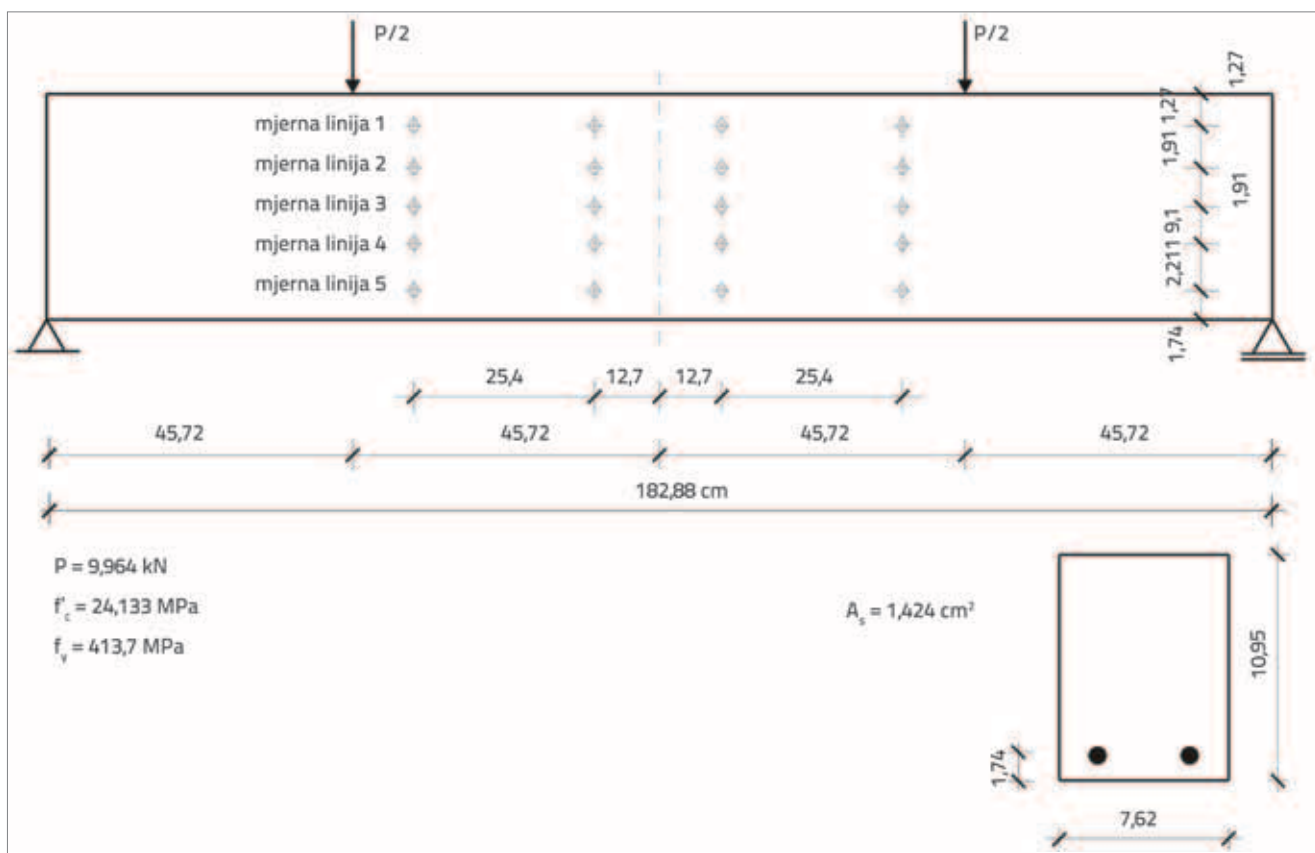 P/2
P/2
1,27
mjerna linija 1
mjerna linija 2
mjerna linija 3
mjerna linija 4
mjerna linija 5
1,91 1,27
1,91
2,211 9,1
1,74
25,4
12,7
12,7
25,4
45,72
45,72
45,72
45,72
182,88 cm
P = 9,964 kN
f'c = 24,133 MPa
fy = 413,7 MPa
As = 1,424 cm²
10,95
1,74
7,62